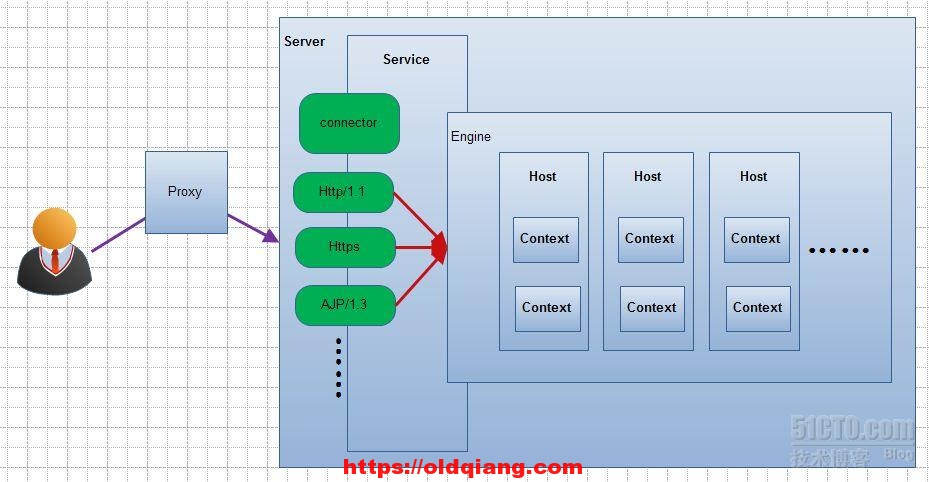 Server
Service
connector
Engine
Proxy
Http/1.1
Https
AJP/1.3
Host
Host
Host
Context
Context
Context
Context
Context
Context
51CTO.com
技术博客 Blog
https://oldqiang.com